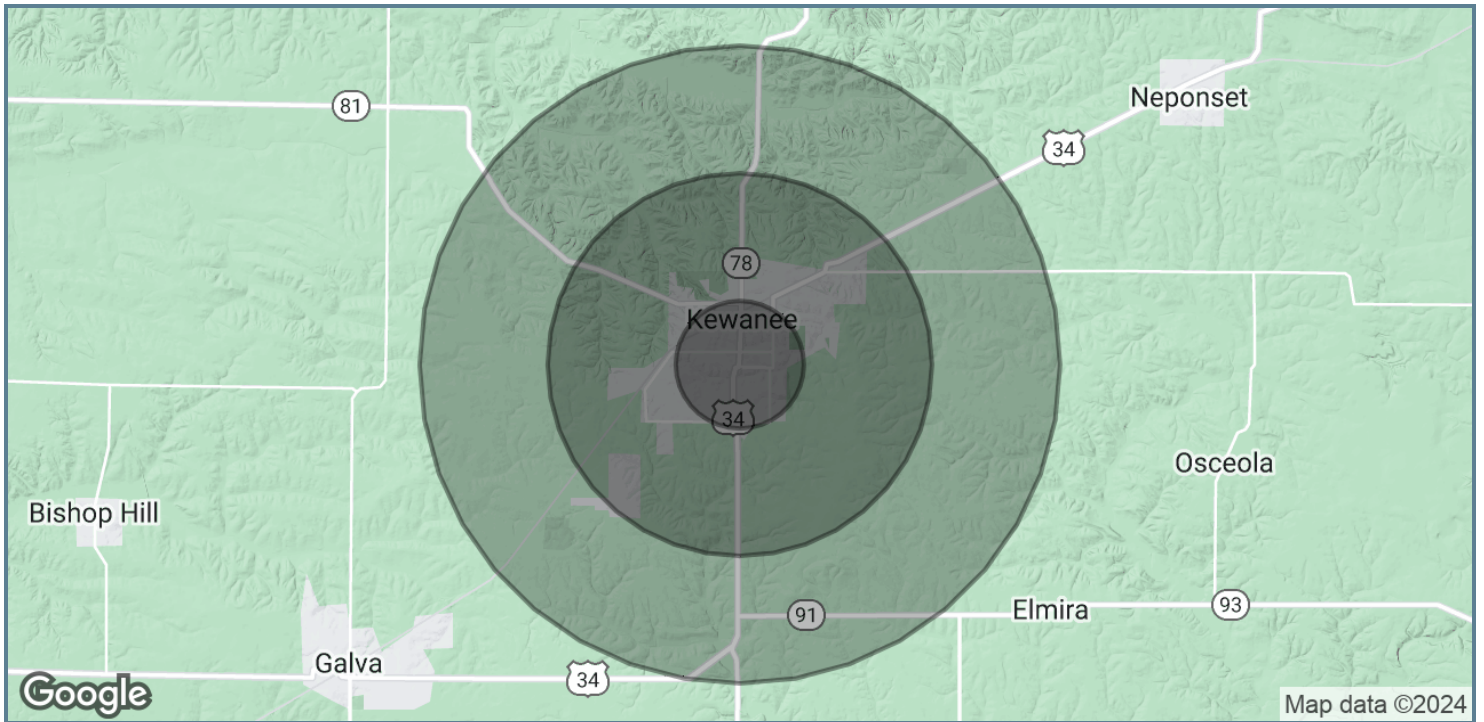 Neponset
81
34
78
Kewanee
34
Osceola
Bishop Hill
91
Elmira
93
Galva
34
Google
Map data ©2024